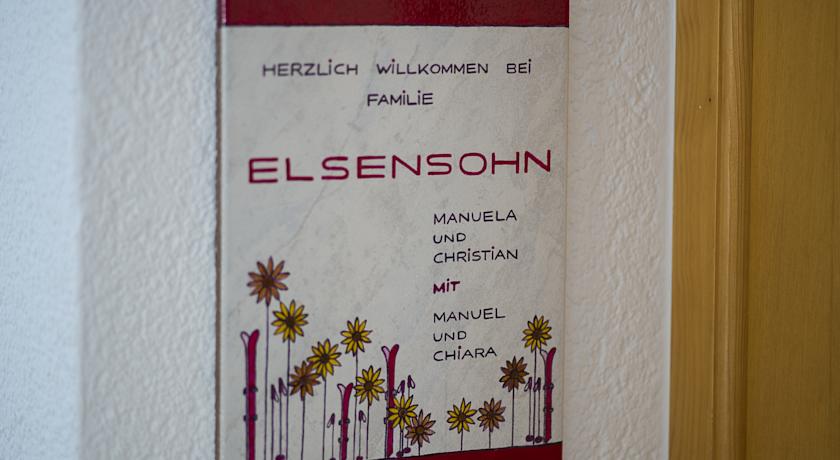 HERZLiCH WiLLKOMMEN BEi
FAMiLiE
ELSENSOHN
MANUELA
UND
CHRiSTiAN
MiT
MANUEL
UND
CHiARA